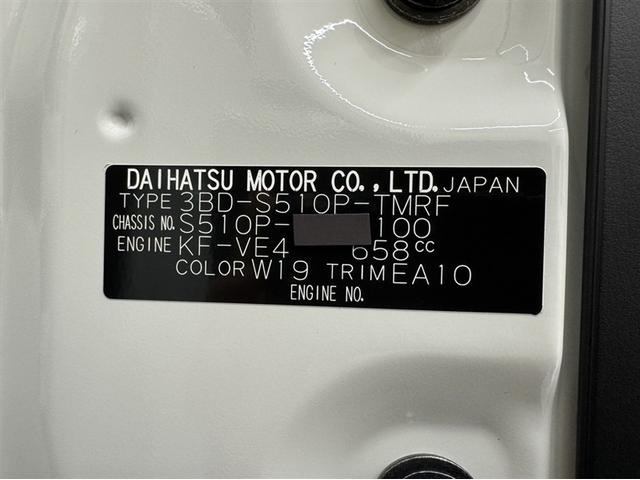 DAIHATSU MOTOR CO., LTD. JAPAN
TYPE 3BD-S510P-TMRF
CHASSIS NO. S510P- 100
ENGINE KF-VE4 658cc
COLOR W19 TRIM EA10
ENGINE NO.